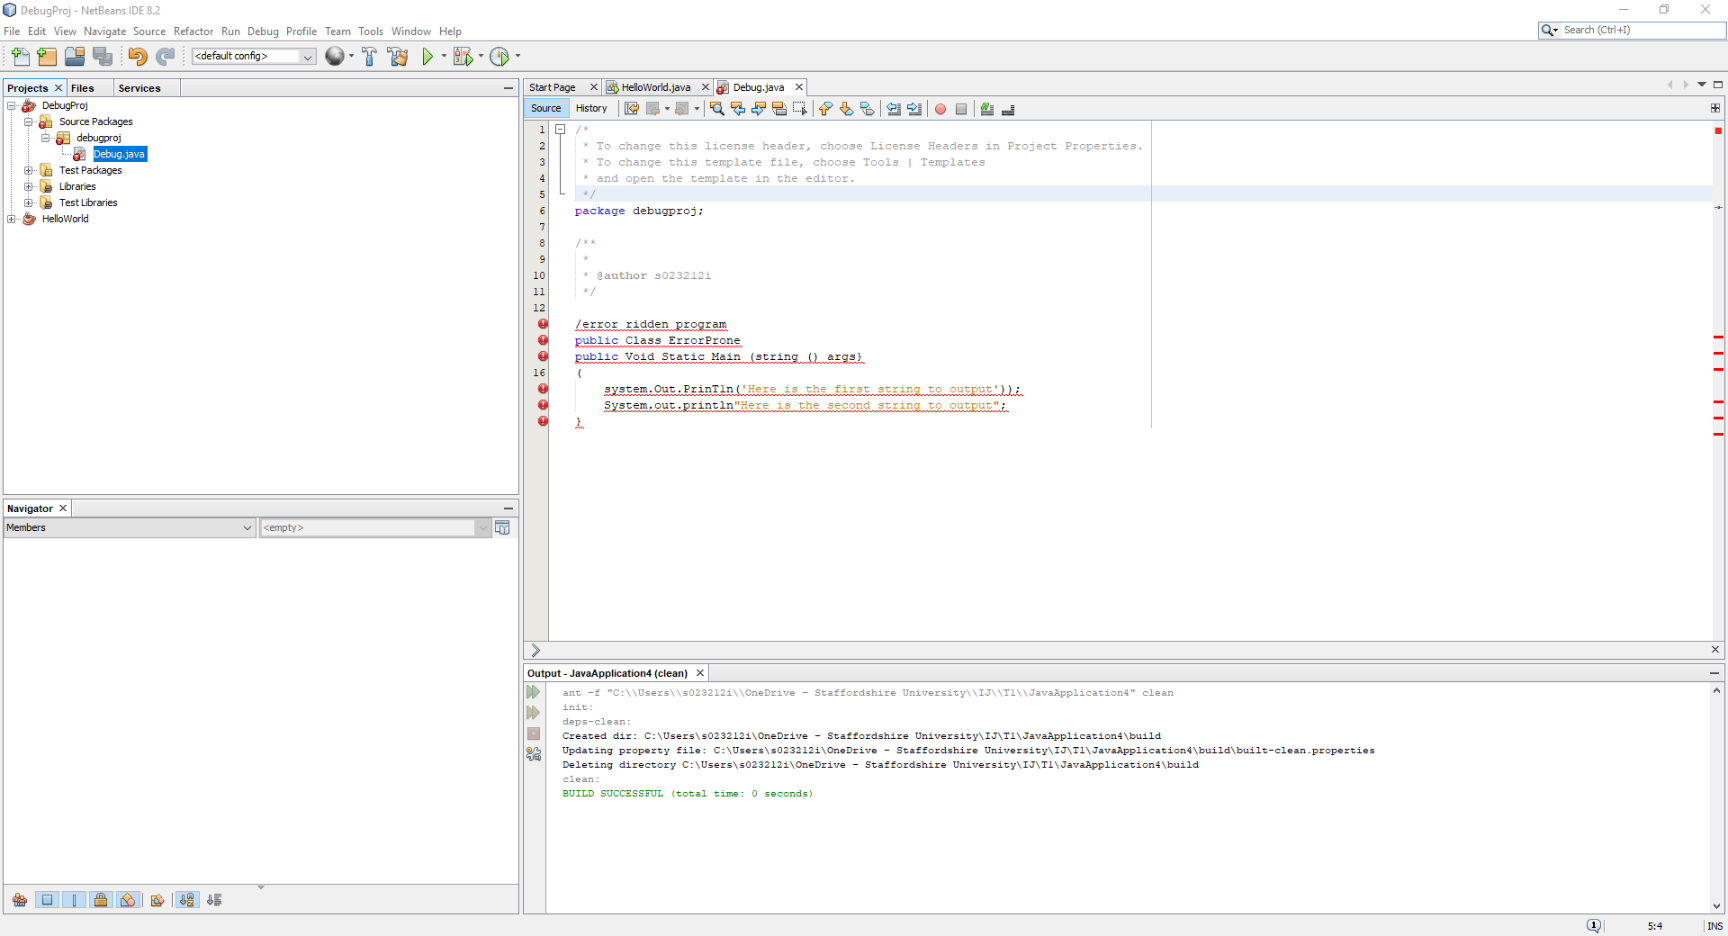 DebugProj - NetBeans IDE 8.2
File Edit View Navigate Source Refactor Run Debug Profile Team Tools Window Help
Search (Ctrl+I)
<default config>
Projects Files Services
DebugProj
Source Packages
debugproj
Debug.java
Test Packages
Libraries
Test Libraries
HelloWorld
Navigator
Members <empty>
Start Page HelloWorld.java Debug.java
Source History
1 /*
2 * To change this license header, choose License Headers in Project Properties.
3 * To change this template file, choose Tools | Templates
4 * and open the template in the editor.
5 */
6 package debugproj;
7
8 /**
9 *
10 * @author s023212i
11 */
12
/error ridden program
public Class ErrorProne
public Void Static Main (string () args}
16 (
system.Out.PrinTln('Here is the first string to output'));
System.out.println"Here is the second string to output";
}
Output - JavaApplication4 (clean)
ant -f "C:\\Users\\s023212i\\OneDrive - Staffordshire University\\IJ\\T1\\JavaApplication4" clean
init:
deps-clean:
Created dir: C:\Users\s023212i\OneDrive - Staffordshire University\IJ\T1\JavaApplication4\build
Updating property file: C:\Users\s023212i\OneDrive - Staffordshire University\IJ\T1\JavaApplication4\build\built-clean.properties
Deleting directory C:\Users\s023212i\OneDrive - Staffordshire University\IJ\T1\JavaApplication4\build
clean:
BUILD SUCCESSFUL (total time: 0 seconds)
1 5:4 INS